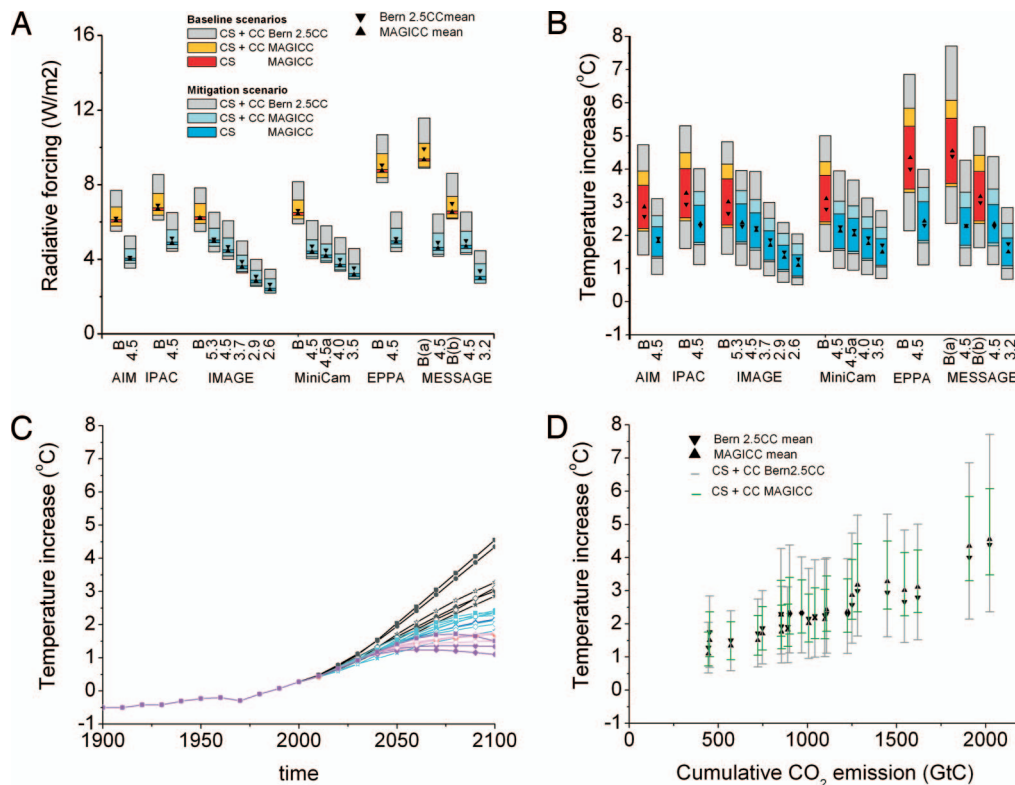 A
Radiative forcing (W/m2)
16
12
8
4
0
Baseline scenarios
CS + CC Bern 2.5CC
CS + CC MAGICC
CS MAGICC
Mitigation scenario
CS + CC Bern 2.5CC
CS + CC MAGICC
CS MAGICC
Bern 2.5CCmean
MAGICC mean
B 4.5 B 4.5 B 5.3 4.5 3.7 2.9 2.6 B 4.5 4.5a 4.0 3.5 B 4.5 B(a) 4.5 B(b) 4.5 3.2
AIM IPAC IMAGE MiniCam EPPA MESSAGE
B
Temperature increase (°C)
8
7
6
5
4
3
2
1
0
-1
B 4.5 B 4.5 B 5.3 4.5 3.7 2.9 2.6 B 4.5 4.5a 4.0 3.5 B 4.5 B(a) 4.5 B(b) 4.5 3.2
AIM IPAC IMAGE MiniCam EPPA MESSAGE
C
Temperature increase (°C)
8
7
6
5
4
3
2
1
0
-1
1900 1950 2000 2050 2100
time
D
Temperature increase (°C)
8
7
6
5
4
3
2
1
0
-1
Bern 2.5CC mean
MAGICC mean
CS + CC Bern2.5CC
CS + CC MAGICC
0 500 1000 1500 2000
Cumulative CO₂ emission (GtC)